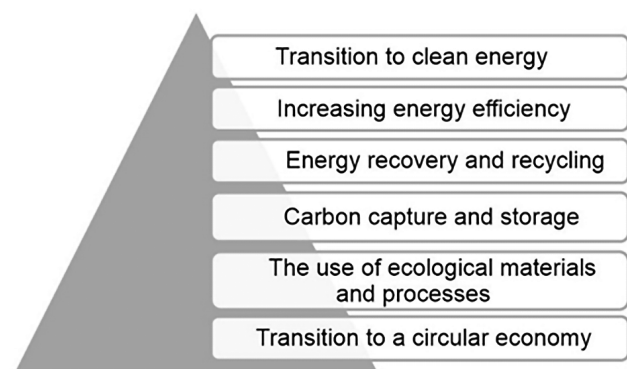 Transition to clean energy
Increasing energy efficiency
Energy recovery and recycling
Carbon capture and storage
The use of ecological materials
and processes
Transition to a circular economy